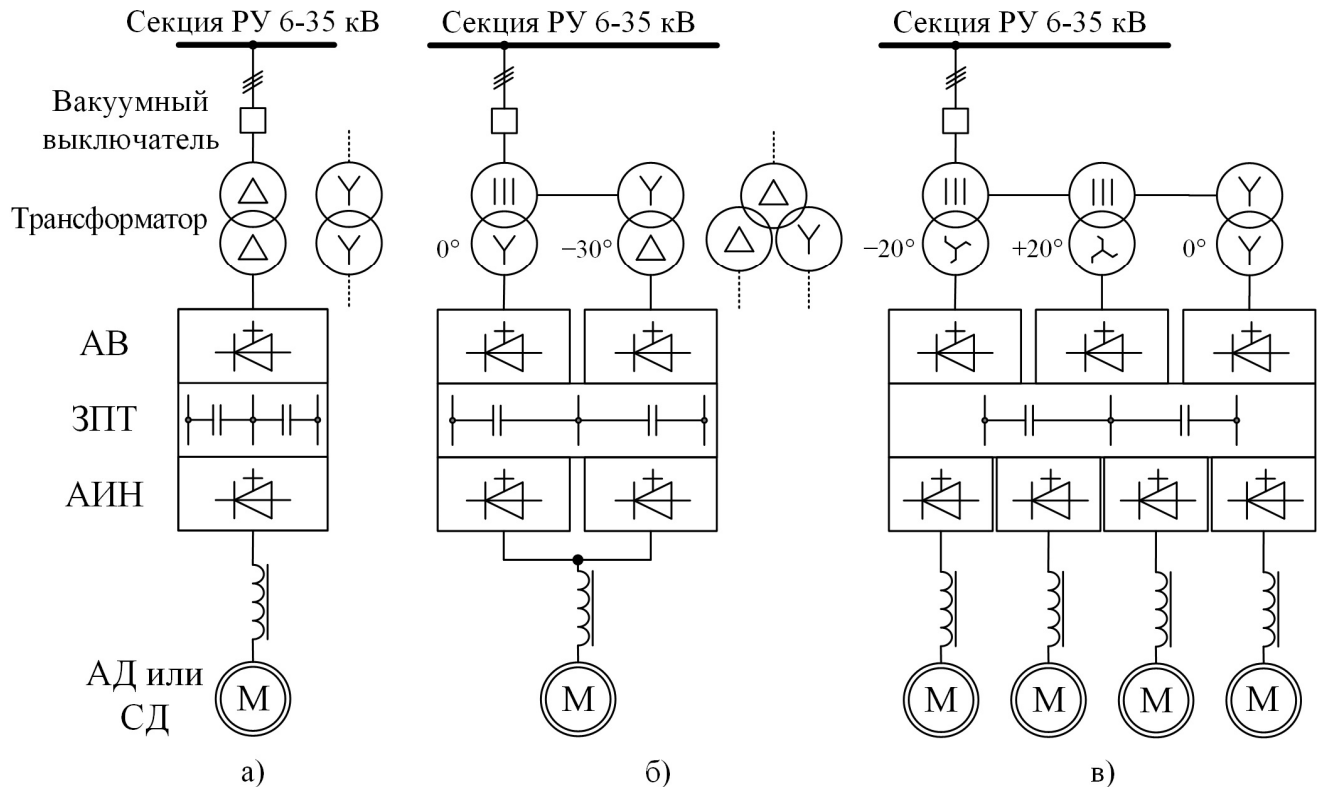 Секция РУ 6-35 кВ
Секция РУ 6-35 кВ
Секция РУ 6-35 кВ
Вакуумный
выключатель
Трансформатор
0°
−30°
−20°
+20°
0°
АВ
ЗПТ
АИН
АД или
СД
М
М
М
М
М
М
а)
б)
в)